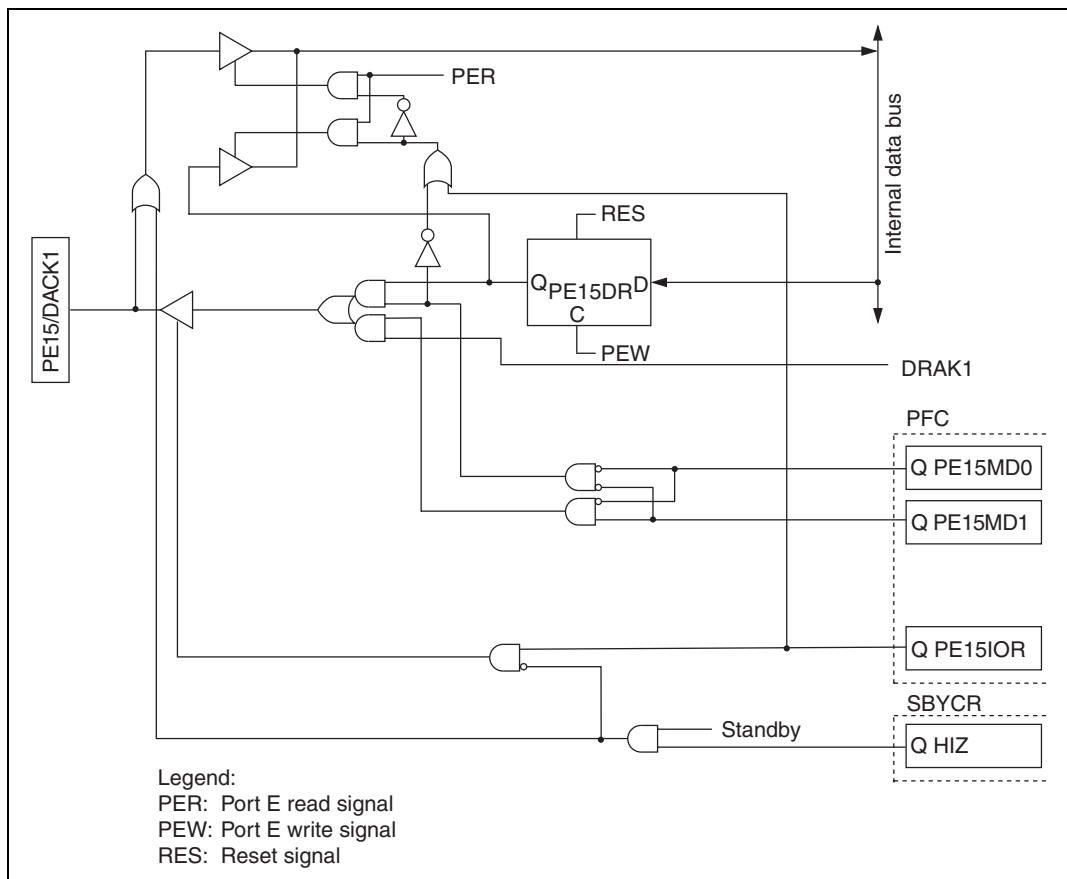 PER
Internal data bus
RES
Q PE15DR D
C
PEW
PE15/DACK1
DRAK1
PFC
Q PE15MD0
Q PE15MD1
Q PE15IOR
SBYCR
Standby
Q HIZ
Legend:
PER: Port E read signal
PEW: Port E write signal
RES: Reset signal